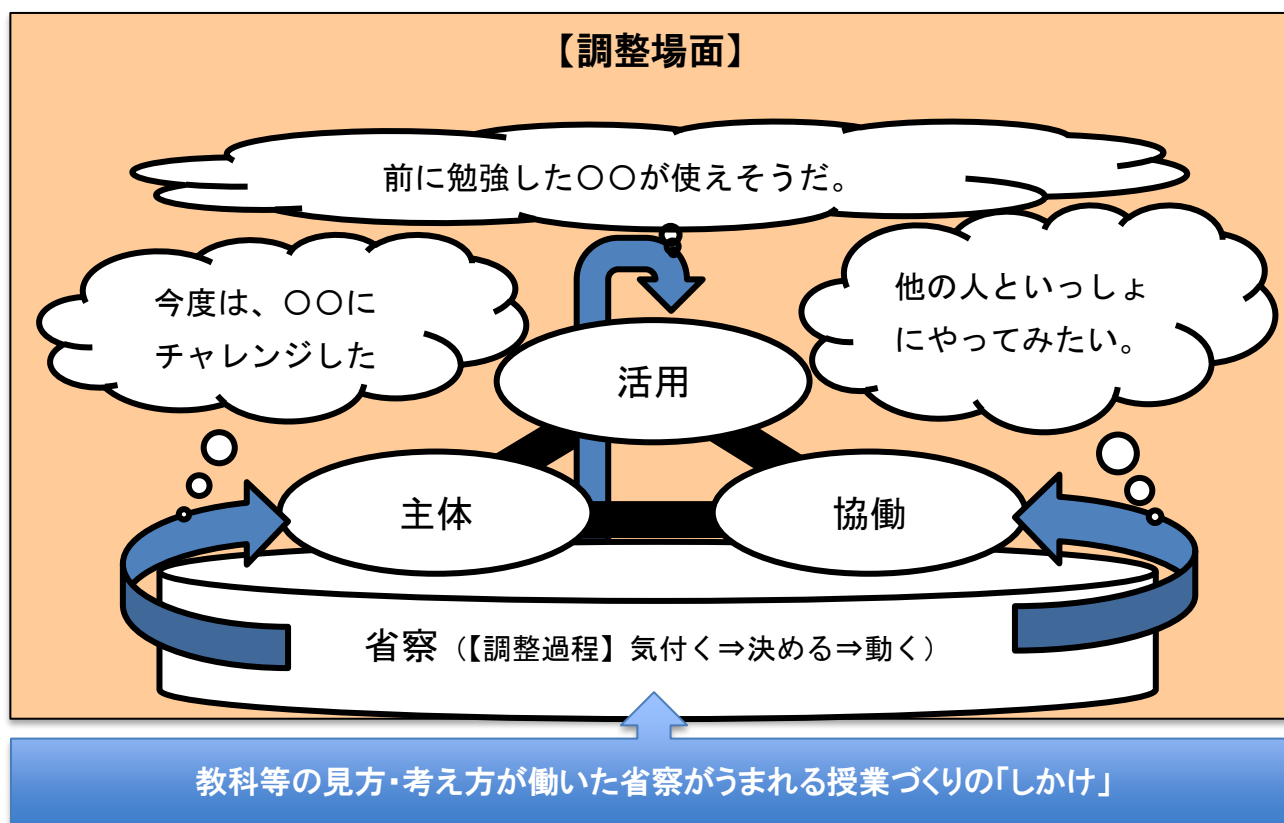 【調整場面】
前に勉強した〇〇が使えそうだ。
今度は、〇〇に
チャレンジした
他の人といっしょ
にやってみたい。
活用
主体
協働
省察（【調整過程】気付く⇒決める⇒動く）
教科等の見方・考え方が働いた省察がうまれる授業づくりの「しかけ」